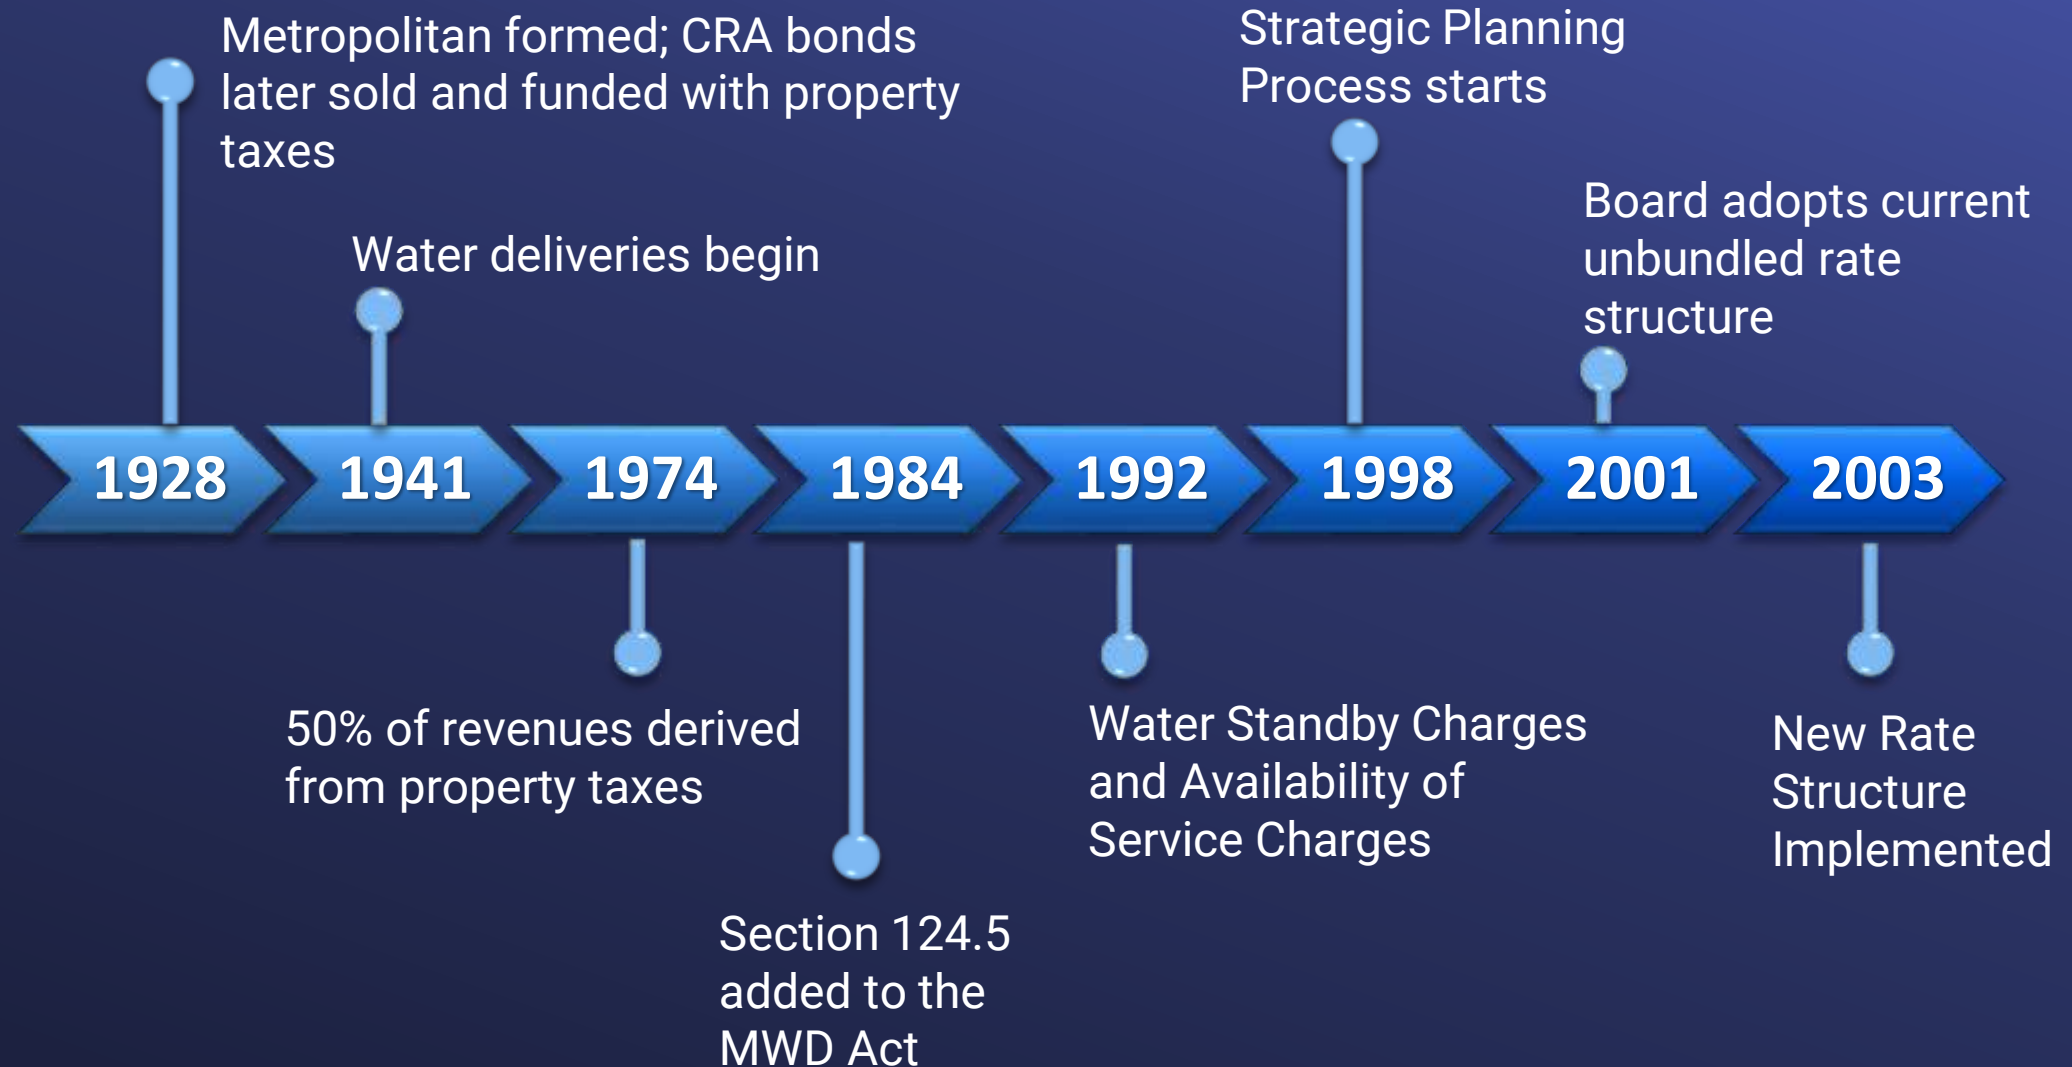 Metropolitan formed; CRA bonds
later sold and funded with property
taxes
Strategic Planning
Process starts
Water deliveries begin
Board adopts current
unbundled rate
structure
1928
1941
1974
1984
1992
1998
2001
2003
50% of revenues derived
from property taxes
Water Standby Charges
and Availability of
Service Charges
New Rate
Structure
Implemented
Section 124.5
added to the
MWD Act